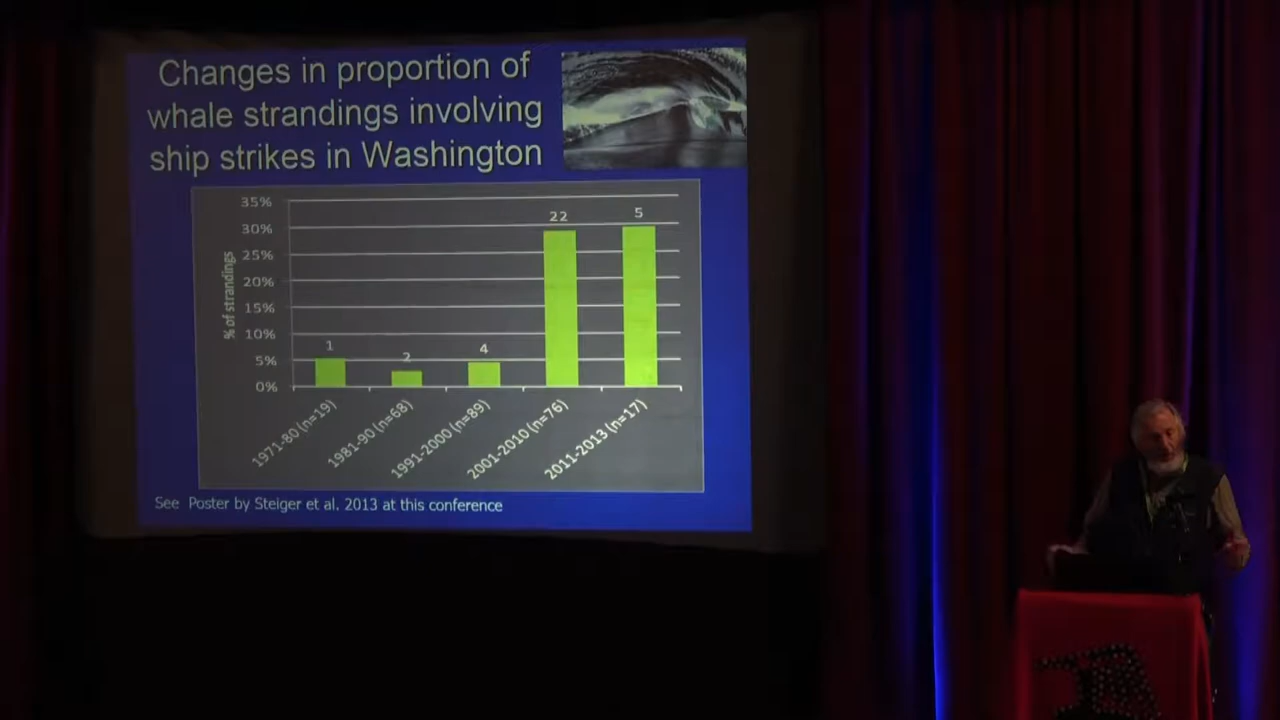 Changes in proportion of
whale strandings involving
ship strikes in Washington
35%
30%
25%
20%
15%
10%
5%
0%
% of strandings
1
2
4
22
5
1971-80 (n=19)
1981-90 (n=68)
1991-2000 (n=89)
2001-2010 (n=76)
2011-2013 (n=17)
See Poster by Steiger et al. 2013 at this conference